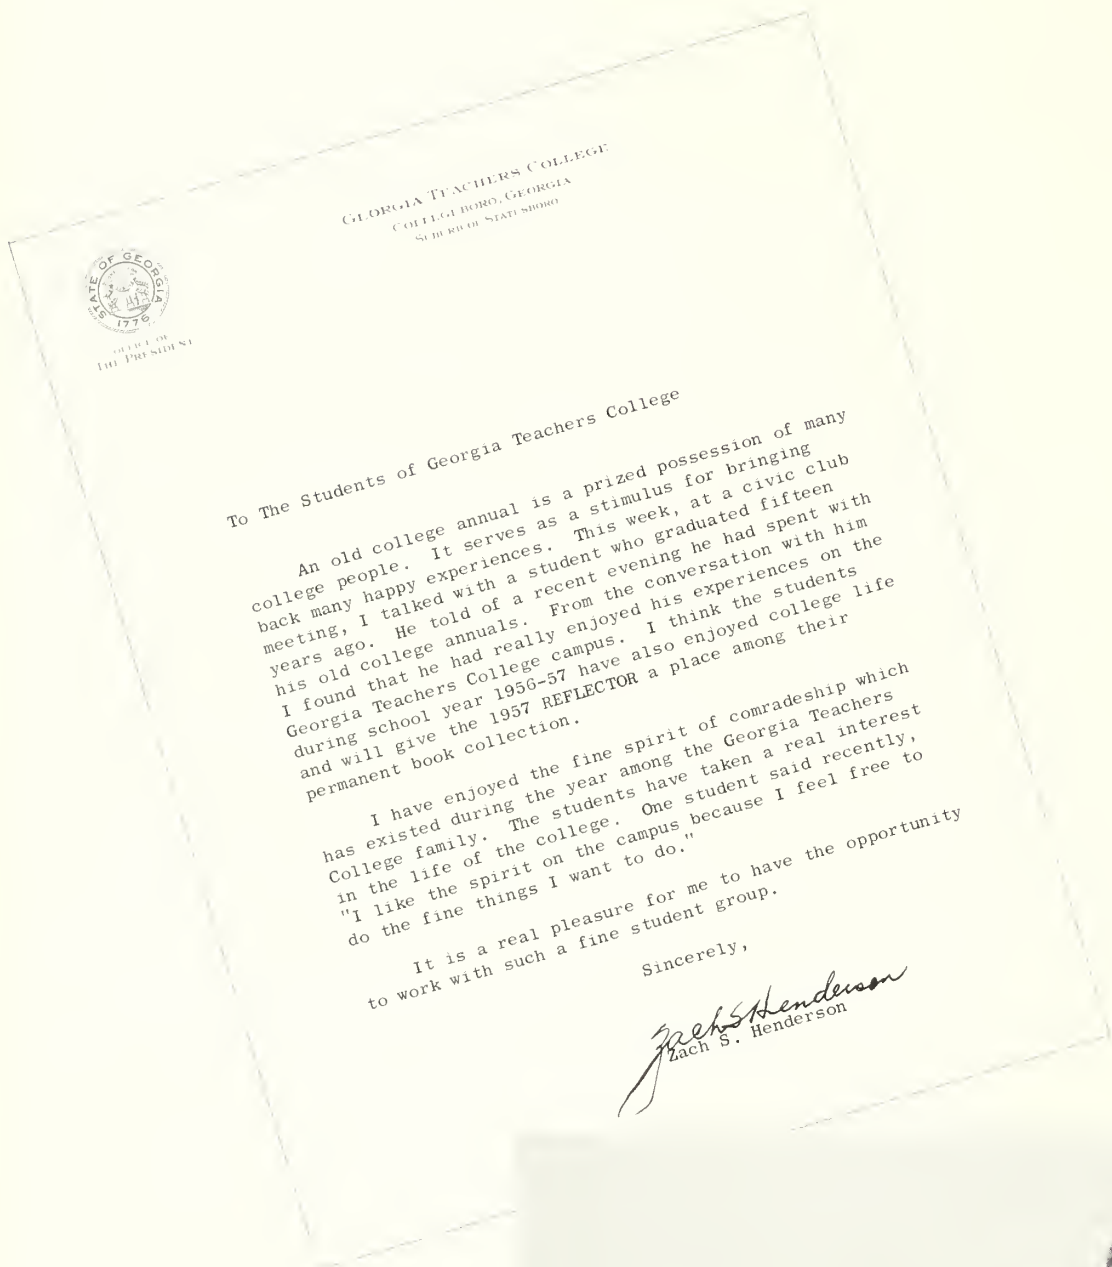 GEORGIA TEACHERS COLLEGE
COLLEGEBORO, GEORGIA
SUBURB OF STATESBORO
STATE OF GEORGIA
1776
OFFICE OF
THE PRESIDENT
To The Students of Georgia Teachers College
An old college annual is a prized possession of many
college people. It serves as a stimulus for bringing
back many happy experiences. This week, at a civic club
meeting, I talked with a student who graduated fifteen
years ago. He told of a recent evening he had spent with
his old college annuals. From the conversation with him
I found that he had really enjoyed his experiences on the
Georgia Teachers College campus. I think the students
during school year 1956-57 have also enjoyed college life
and will give the 1957 REFLECTOR a place among their
permanent book collection.
I have enjoyed the fine spirit of comradeship which
has existed during the year among the Georgia Teachers
College family. The students have taken a real interest
in the life of the college. One student said recently,
"I like the spirit on the campus because I feel free to
do the fine things I want to do."
It is a real pleasure for me to have the opportunity
to work with such a fine student group.
Sincerely,
Zach S Henderson
Zach S. Henderson